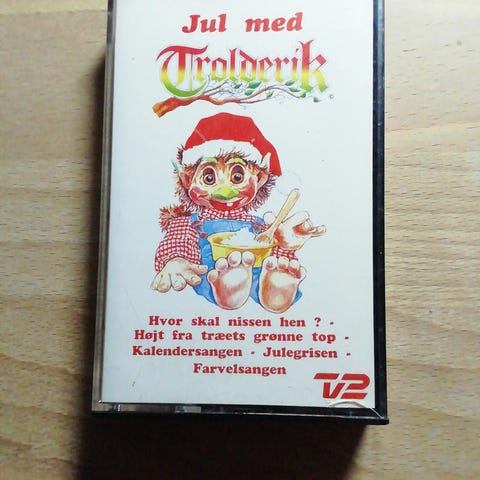 Jul med
Trolderik
©
Hvor skal nissen hen ? -
Højt fra træets grønne top -
Kalendersangen - Julegrisen -
Farvelsangen
TV2